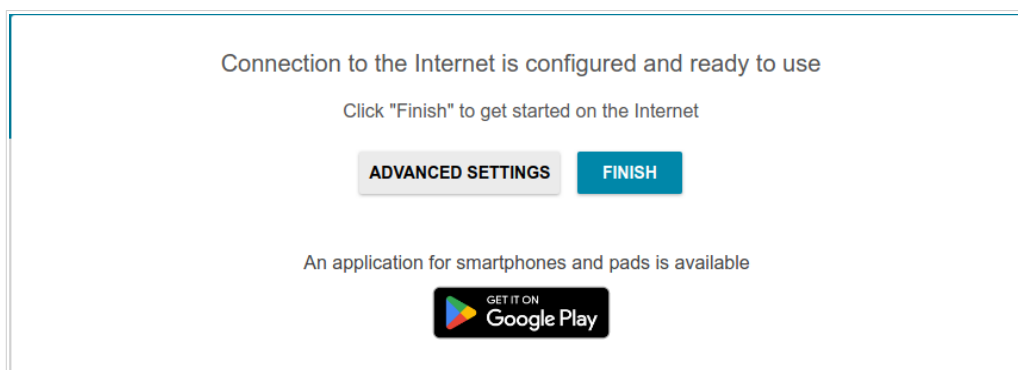 Connection to the Internet is configured and ready to use
Click "Finish" to get started on the Internet
ADVANCED SETTINGS
FINISH
An application for smartphones and pads is available
GET IT ON
Google Play